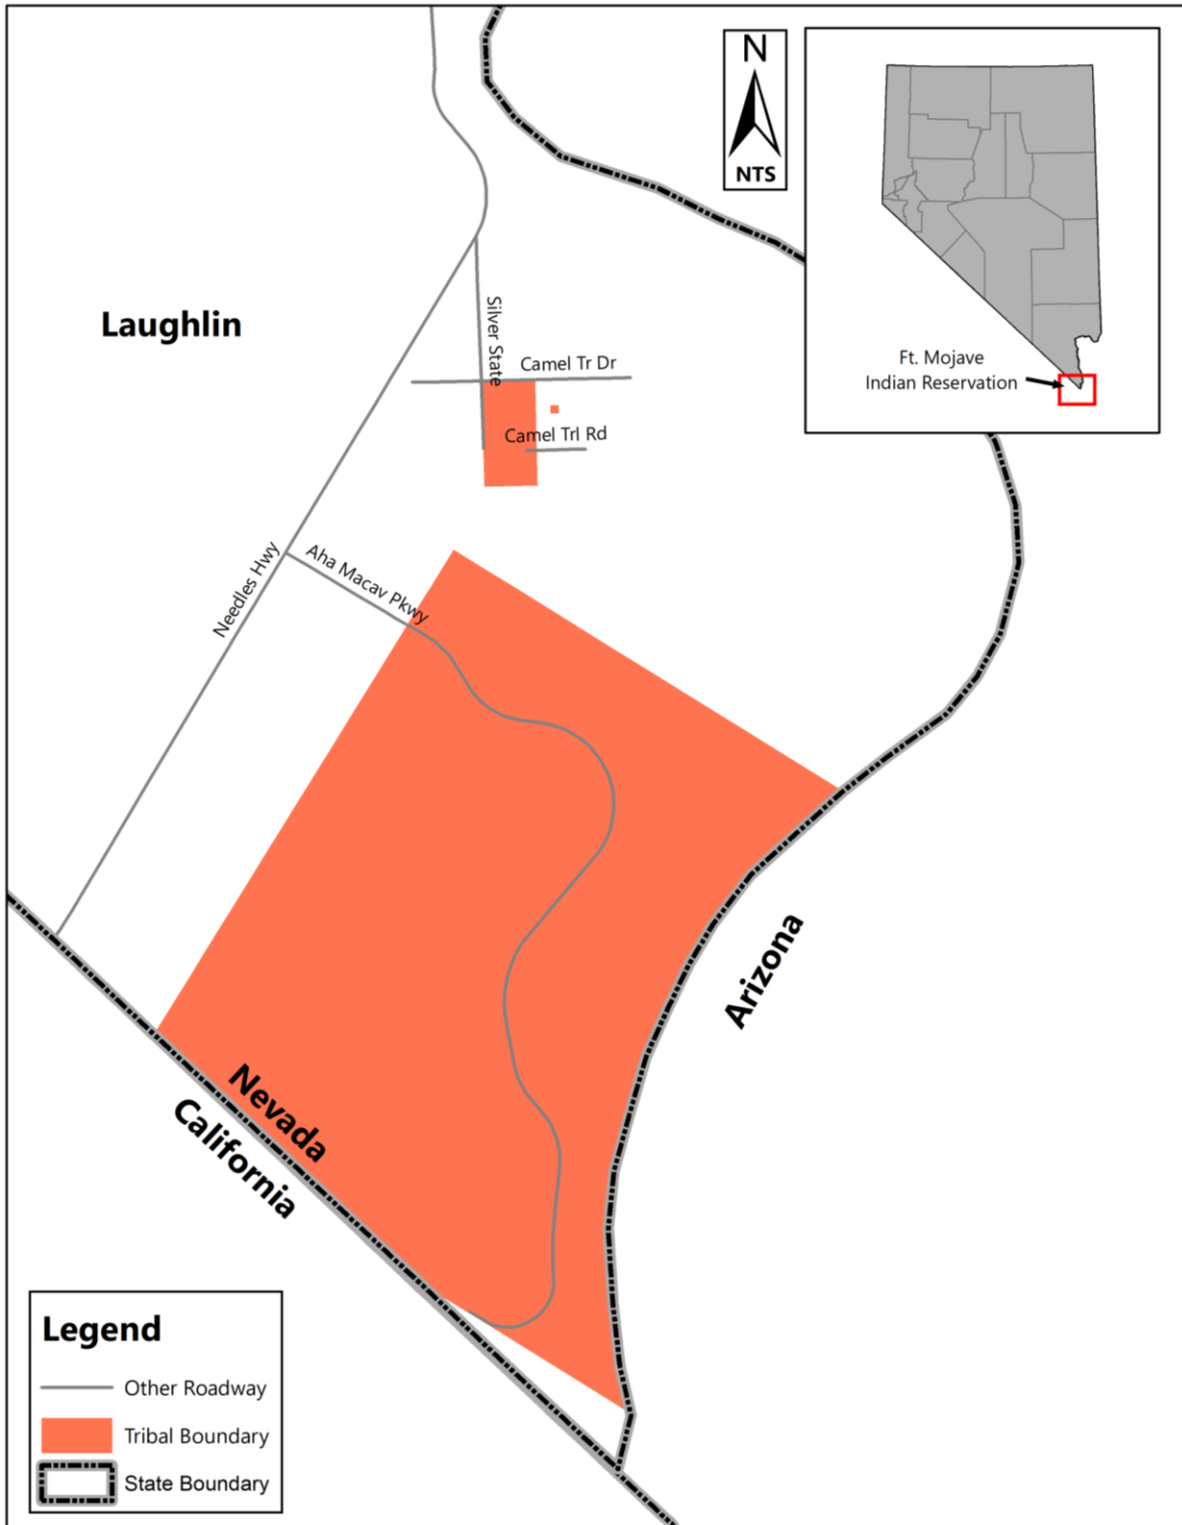 N
NTS
Ft. Mojave
Indian Reservation
Laughlin
Silver State
Camel Tr Dr
Camel Trl Rd
Needles Hwy
Aha Macav Pkwy
Arizona
Nevada
California
Legend
Other Roadway
Tribal Boundary
State Boundary